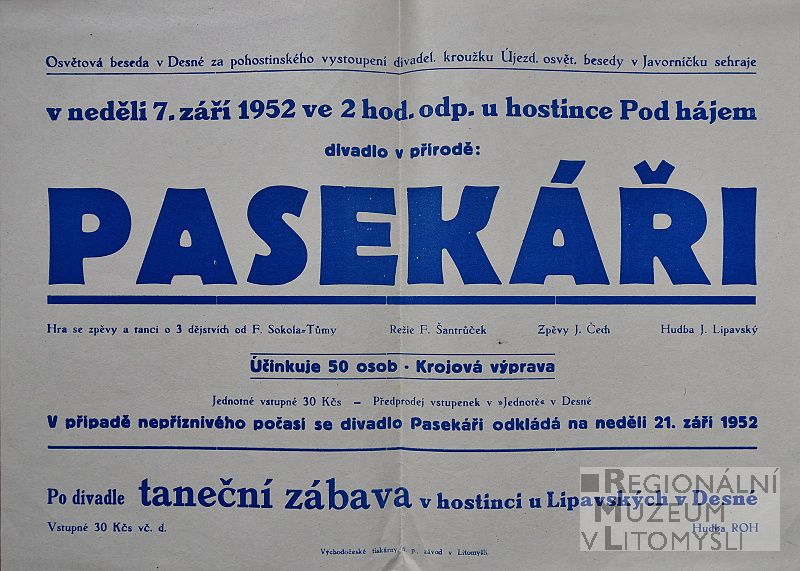 Osvětová beseda v Desné za pohostinského vystoupení divadel. kroužku Újezd. osvět. besedy v Javorníčku sehraje
v neděli 7. září 1952 ve 2 hod. odp. u hostince Pod hájem
divadlo v přírodě:
PASEKÁŘI
Hra se zpěvy a tanci o 3 dějstvích od F. Sokola-Tůmy Režie F. Šantrůček Zpěvy J. Čech Hudba J. Lipavský
Účinkuje 50 osob · Krojová výprava
Jednotné vstupné 30 Kčs — Předprodej vstupenek v »Jednotě« v Desné
V případě nepříznivého počasí se divadlo Pasekáři odkládá na neděli 21. září 1952
Po divadle taneční zábava v hostinci u Lipavských v Desné
Vstupné 30 Kčs vč. d. Hudba ROH
Východočeské tiskárny n. p. závod v Litomyšli
REGIONÁLNÍ
MUZEUM
V LITOMYŠLI